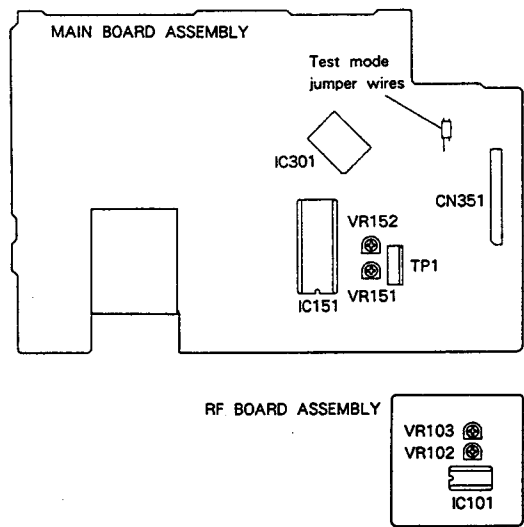 MAIN BOARD ASSEMBLY
Test mode
jumper wires
IC301
CN351
VR152
TP1
VR151
IC151
RF BOARD ASSEMBLY
VR103
VR102
IC101